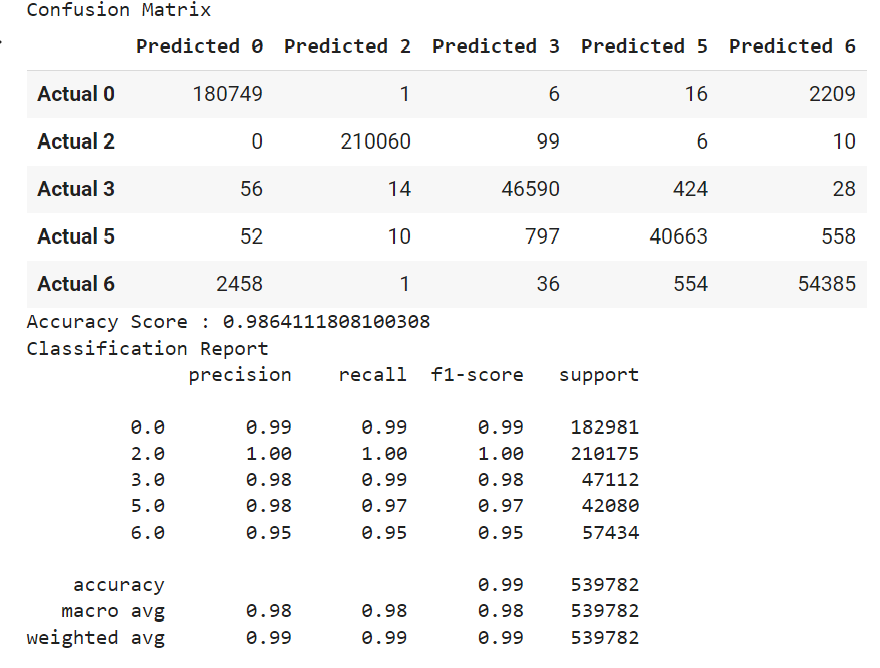 Confusion Matrix
Predicted 0 Predicted 2 Predicted 3 Predicted 5 Predicted 6
Actual 0 180749 1 6 16 2209
Actual 2 0 210060 99 6 10
Actual 3 56 14 46590 424 28
Actual 5 52 10 797 40663 558
Actual 6 2458 1 36 554 54385
Accuracy Score : 0.9864111808100308
Classification Report
precision recall f1-score support
0.0 0.99 0.99 0.99 182981
2.0 1.00 1.00 1.00 210175
3.0 0.98 0.99 0.98 47112
5.0 0.98 0.97 0.97 42080
6.0 0.95 0.95 0.95 57434
accuracy 0.99 539782
macro avg 0.98 0.98 0.98 539782
weighted avg 0.99 0.99 0.99 539782